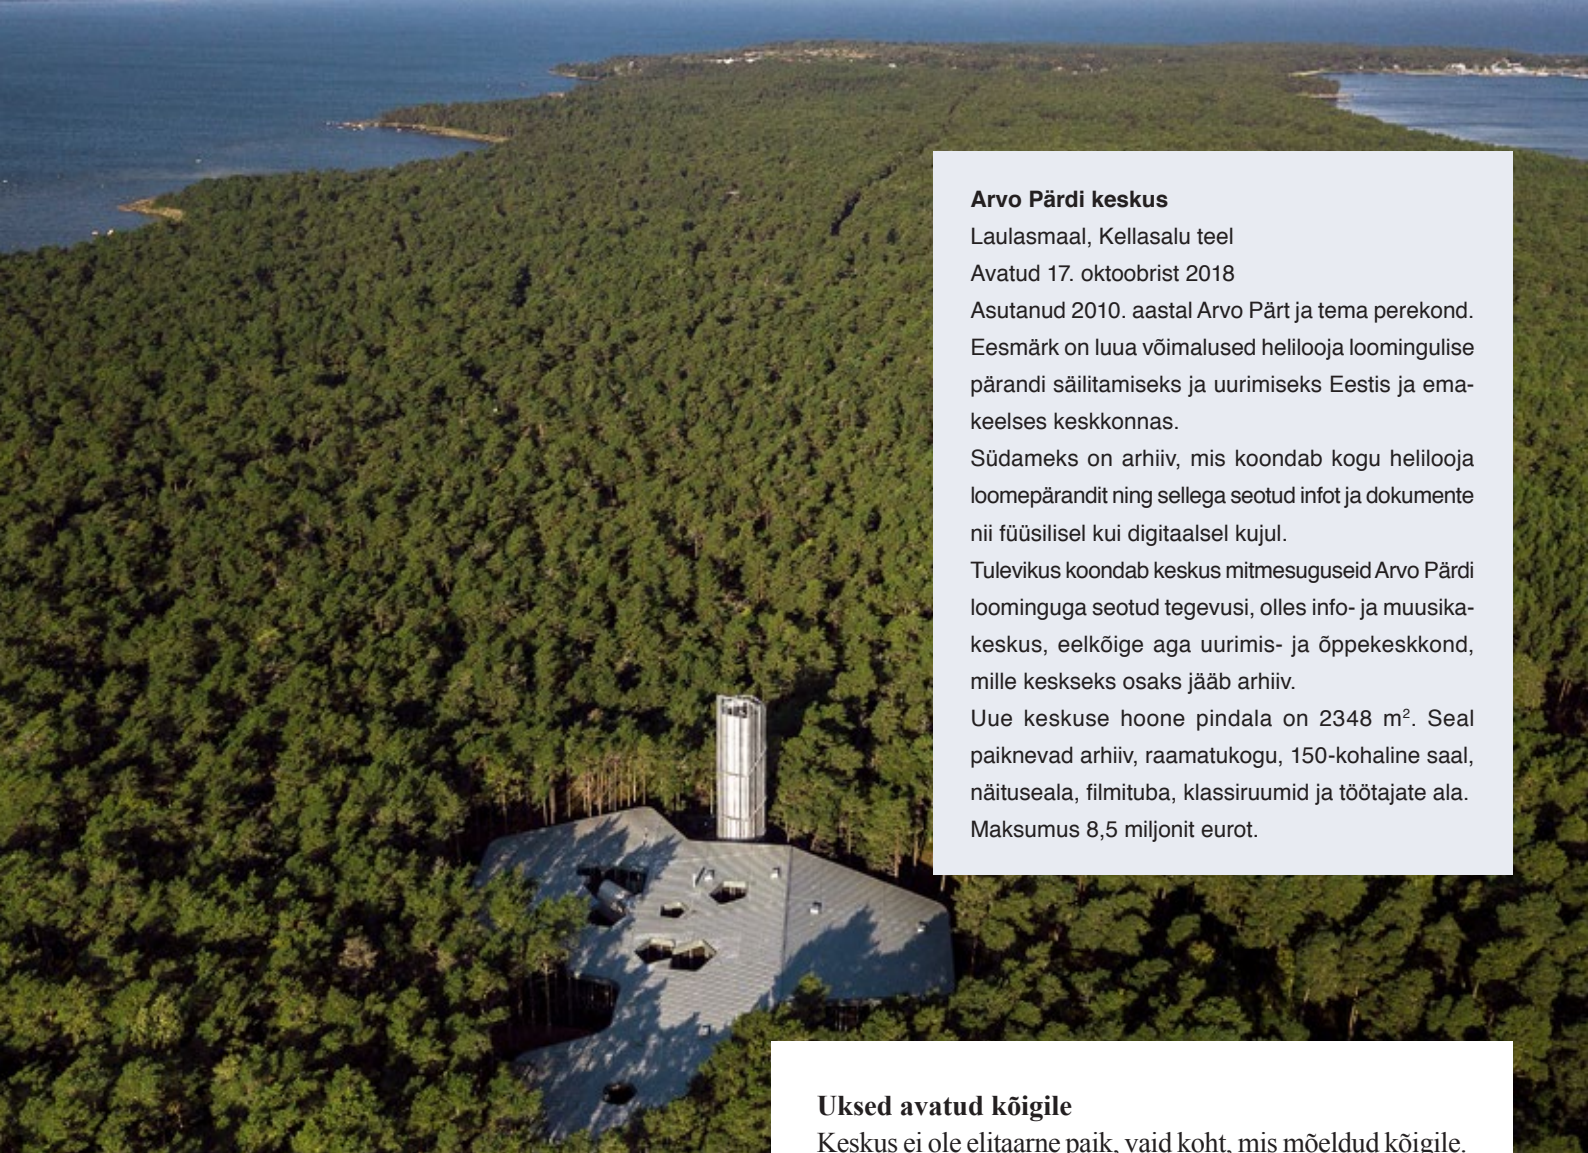 Arvo Pärdi keskus
Laulasmaal, Kellasalu teel
Avatud 17. oktoobrist 2018
Asutanud 2010. aastal Arvo Pärt ja tema perekond.
Eesmärk on luua võimalused helilooja loomingulise
pärandi säilitamiseks ja uurimiseks Eestis ja ema-
keelses keskkonnas.
Südameks on arhiiv, mis koondab kogu helilooja
loomepärandit ning sellega seotud infot ja dokumente
nii füüsilisel kui digitaalsel kujul.
Tulevikus koondab keskus mitmesuguseid Arvo Pärdi
loominguga seotud tegevusi, olles info- ja muusika-
keskus, eelkõige aga uurimis- ja õppekeskkond,
mille keskseks osaks jääb arhiiv.
Uue keskuse hoone pindala on 2348 m². Seal
paiknevad arhiiv, raamatukogu, 150-kohaline saal,
näituseala, filmituba, klassiruumid ja töötajate ala.
Maksumus 8,5 miljonit eurot.
Uksed avatud kõigile
Keskus ei ole elitaarne paik, vaid koht, mis mõeldud kõigile.